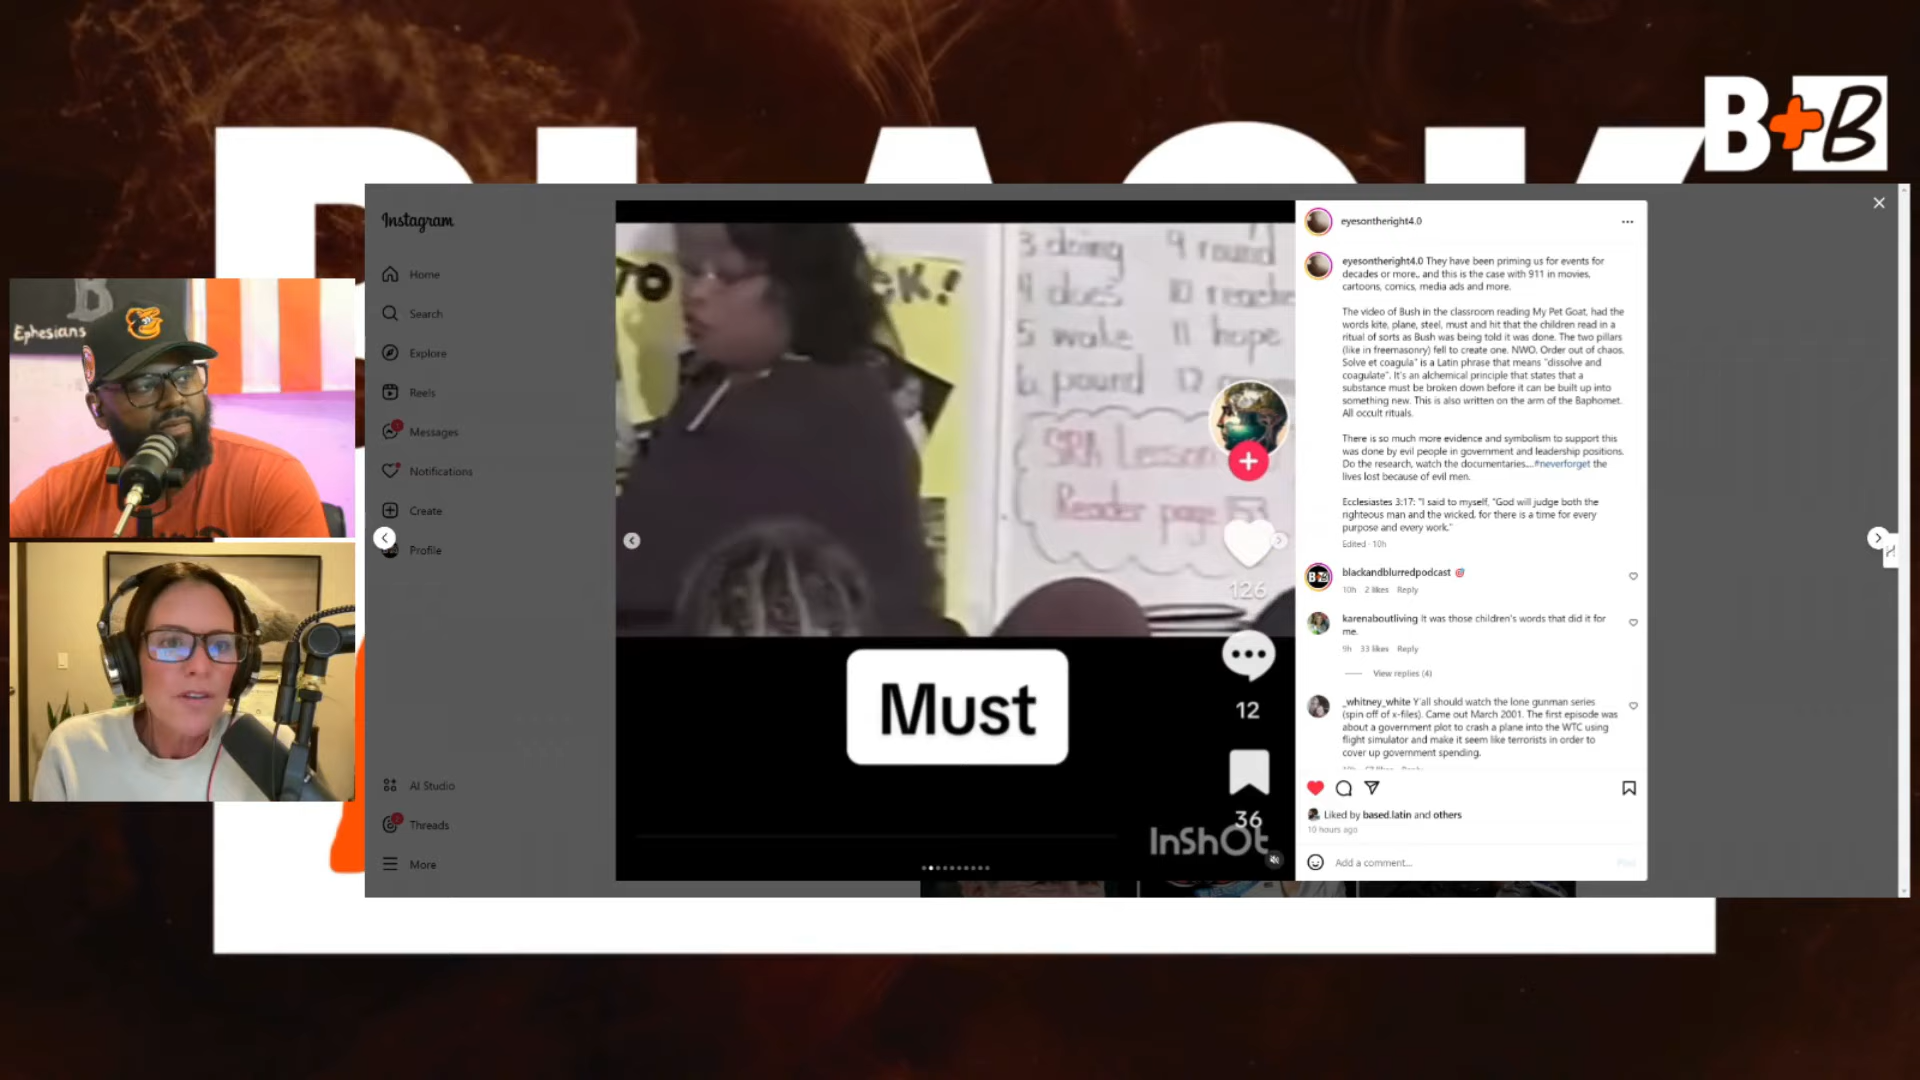 BLACK
B+B
Instagram
Home
Search
Explore
Reels
Messages
Notifications
Create
Profile
AI Studio
Threads
More
Ephesians
TO
CK!
3 doing
4 does
5 wake
6 pound
9 round
11 hope
12
SRA Lesson
Reader page 153
126
12
36
Must
InShOt
eyesontheright4.0
eyesontheright4.0 They have been priming us for events for
decades or more., and this is the case with 911 in movies,
cartoons, comics, media ads and more.
The video of Bush in the classroom reading My Pet Goat, had the
words kite, plane, steel, must and hit that the children read in a
ritual of sorts as Bush was being told it was done. The two pillars
(like in freemasonry) fell to create one. NWO. Order out of chaos.
Solve et coagula" is a Latin phrase that means "dissolve and
coagulate". It's an alchemical principle that states that a
substance must be broken down before it can be built up into
something new. This is also written on the arm of the Baphomet.
All occult rituals.
There is so much more evidence and symbolism to support this
was done by evil people in government and leadership positions.
Do the research, watch the documentaries....#neverforget the
lives lost because of evil men.
Ecclesiastes 3:17: "I said to myself, "God will judge both the
righteous man and the wicked, for there is a time for every
purpose and every work."
Edited · 10h
blackandblurredpodcast
10h 2 likes Reply
karenaboutliving It was those children's words that did it for
me.
9h 33 likes Reply
View replies (4)
_whitney_white Y'all should watch the lone gunman series
(spin off of x-files). Came out March 2001. The first episode was
about a government plot to crash a plane into the WTC using
flight simulator and make it seem like terrorists in order to
cover up government spending.
Liked by based.latin and others
10 hours ago
Add a comment...